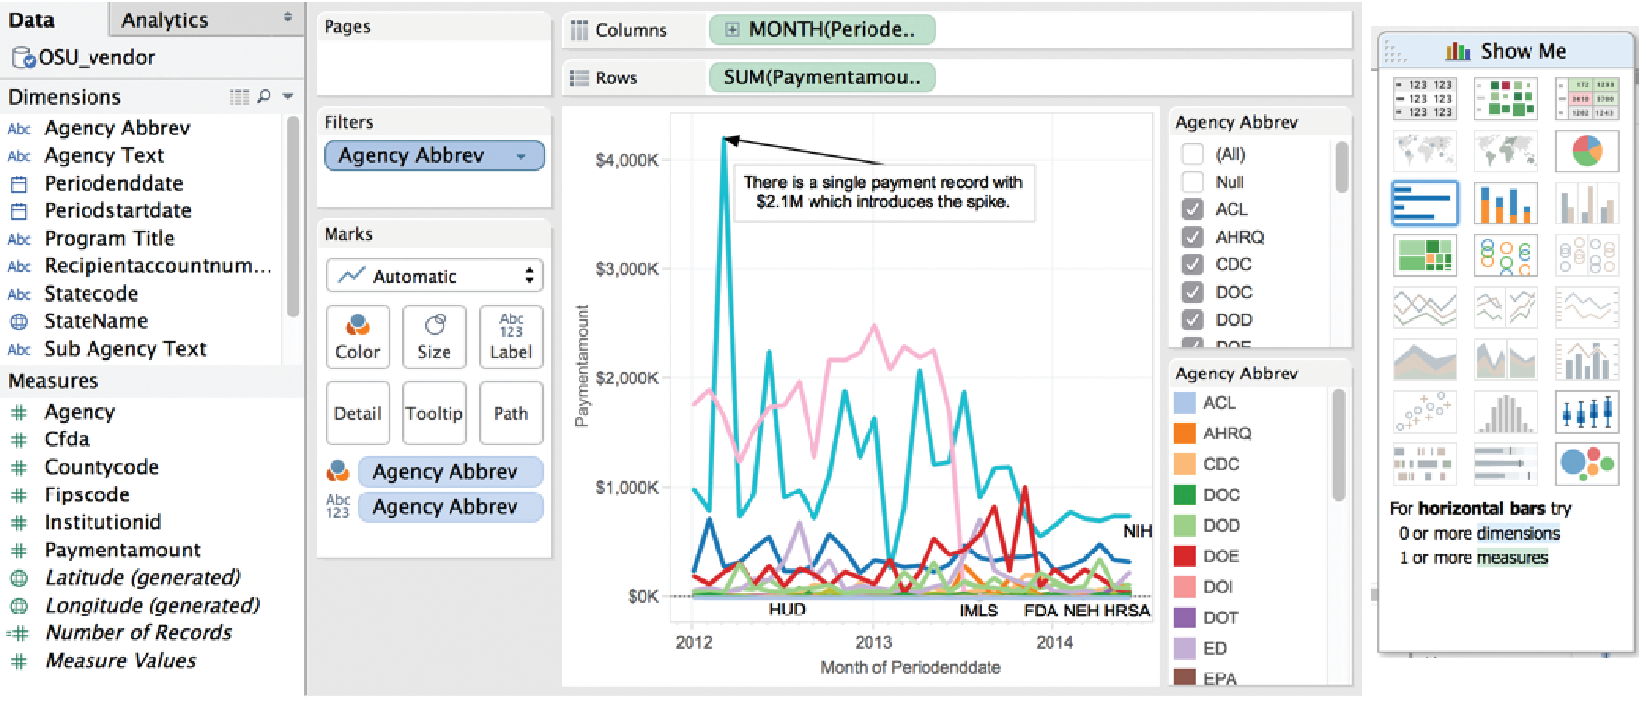 Data
Analytics
OSU_vendor
Dimensions
Abc Agency Abbrev
Abc Agency Text
Periodenddate
Periodstartdate
Abc Program Title
Abc Recipientaccountnum...
Abc Statecode
StateName
Abc Sub Agency Text
Measures
# Agency
# Cfda
# Countycode
# Fipscode
# Institutionid
# Paymentamount
Latitude (generated)
Longitude (generated)
=# Number of Records
# Measure Values
Pages
Filters
Agency Abbrev
Marks
Automatic
Color
Size
Abc
123
Label
Detail
Tooltip
Path
Agency Abbrev
Abc
123
Agency Abbrev
Columns
MONTH(Periode..
Rows
SUM(Paymentamou..
Paymentamount
$4,000K
$3,000K
$2,000K
$1,000K
$0K
There is a single payment record with
$2.1M which introduces the spike.
NIH
HUD
IMLS
FDA
NEH
HRSA
2012
2013
2014
Month of Periodenddate
Agency Abbrev
(All)
Null
ACL
AHRQ
CDC
DOC
DOD
DOE
Agency Abbrev
ACL
AHRQ
CDC
DOC
DOD
DOE
DOI
DOT
ED
EPA
Show Me
123 123
123 123
123 123
For horizontal bars try
0 or more dimensions
1 or more measures